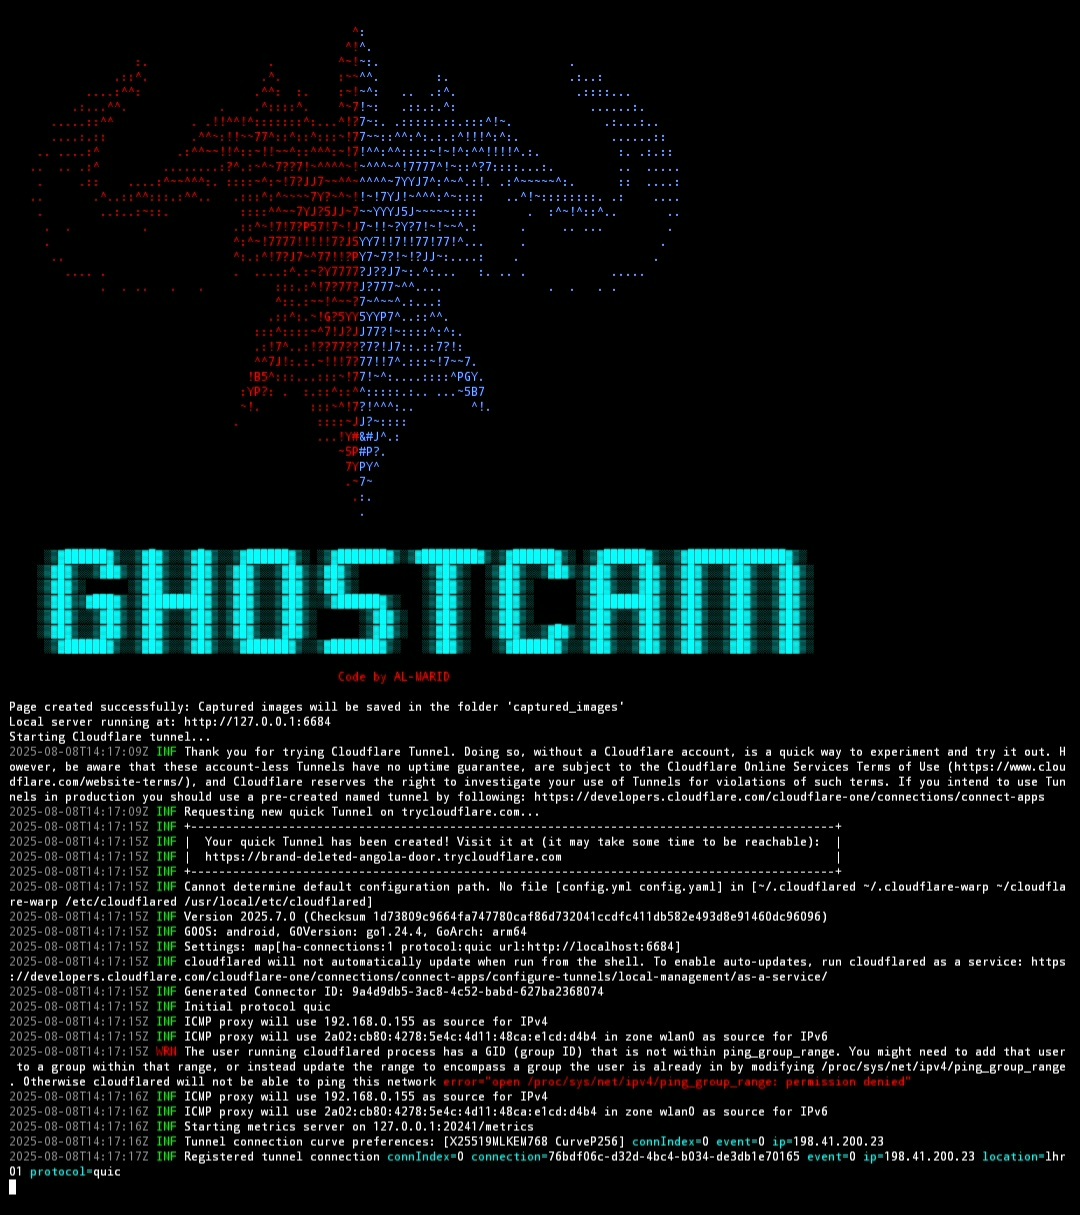 GHOSTCAM
Code by AL-MARID
Page created successfully: Captured images will be saved in the folder 'captured_images'
Local server running at: http://127.0.0.1:6684
Starting Cloudflare tunnel...
2025-08-08T14:17:09Z INF Thank you for trying Cloudflare Tunnel. Doing so, without a Cloudflare account, is a quick way to experiment and try it out. H
owever, be aware that these account-less Tunnels have no uptime guarantee, are subject to the Cloudflare Online Services Terms of Use (https://www.clou
dflare.com/website-terms/), and Cloudflare reserves the right to investigate your use of Tunnels for violations of such terms. If you intend to use Tun
nels in production you should use a pre-created named tunnel by following: https://developers.cloudflare.com/cloudflare-one/connections/connect-apps
2025-08-08T14:17:09Z INF Requesting new quick Tunnel on trycloudflare.com...
2025-08-08T14:17:15Z INF +--------------------------------------------------------------------------------------------+
2025-08-08T14:17:15Z INF |  Your quick Tunnel has been created! Visit it at (it may take some time to be reachable):  |
2025-08-08T14:17:15Z INF |  https://brand-deleted-angola-door.trycloudflare.com                                       |
2025-08-08T14:17:15Z INF +--------------------------------------------------------------------------------------------+
2025-08-08T14:17:15Z INF Cannot determine default configuration path. No file [config.yml config.yaml] in [~/.cloudflared ~/.cloudflare-warp ~/cloudfla
re-warp /etc/cloudflared /usr/local/etc/cloudflared]
2025-08-08T14:17:15Z INF Version 2025.7.0 (Checksum 1d73809c9664fa747780caf86d732041ccdfc411db582e493d8e91460dc96096)
2025-08-08T14:17:15Z INF GOOS: android, GOVersion: go1.24.4, GoArch: arm64
2025-08-08T14:17:15Z INF Settings: map[ha-connections:1 protocol:quic url:http://localhost:6684]
2025-08-08T14:17:15Z INF cloudflared will not automatically update when run from the shell. To enable auto-updates, run cloudflared as a service: https
://developers.cloudflare.com/cloudflare-one/connections/connect-apps/configure-tunnels/local-management/as-a-service/
2025-08-08T14:17:15Z INF Generated Connector ID: 9a4d9db5-3ac8-4c52-babd-627ba2368074
2025-08-08T14:17:15Z INF Initial protocol quic
2025-08-08T14:17:15Z INF ICMP proxy will use 192.168.0.155 as source for IPv4
2025-08-08T14:17:15Z INF ICMP proxy will use 2a02:cb80:4278:5e4c:4d11:48ca:e1cd:d4b4 in zone wlan0 as source for IPv6
2025-08-08T14:17:15Z WRN The user running cloudflared process has a GID (group ID) that is not within ping_group_range. You might need to add that user
 to a group within that range, or instead update the range to encompass a group the user is already in by modifying /proc/sys/net/ipv4/ping_group_range
. Otherwise cloudflared will not be able to ping this network error="open /proc/sys/net/ipv4/ping_group_range: permission denied"
2025-08-08T14:17:16Z INF ICMP proxy will use 192.168.0.155 as source for IPv4
2025-08-08T14:17:16Z INF ICMP proxy will use 2a02:cb80:4278:5e4c:4d11:48ca:e1cd:d4b4 in zone wlan0 as source for IPv6
2025-08-08T14:17:16Z INF Starting metrics server on 127.0.0.1:20241/metrics
2025-08-08T14:17:16Z INF Tunnel connection curve preferences: [X25519MLKEM768 CurveP256] connIndex=0 event=0 ip=198.41.200.23
2025-08-08T14:17:17Z INF Registered tunnel connection connIndex=0 connection=76bdf06c-d32d-4bc4-b034-de3db1e70165 event=0 ip=198.41.200.23 location=lhr
01 protocol=quic